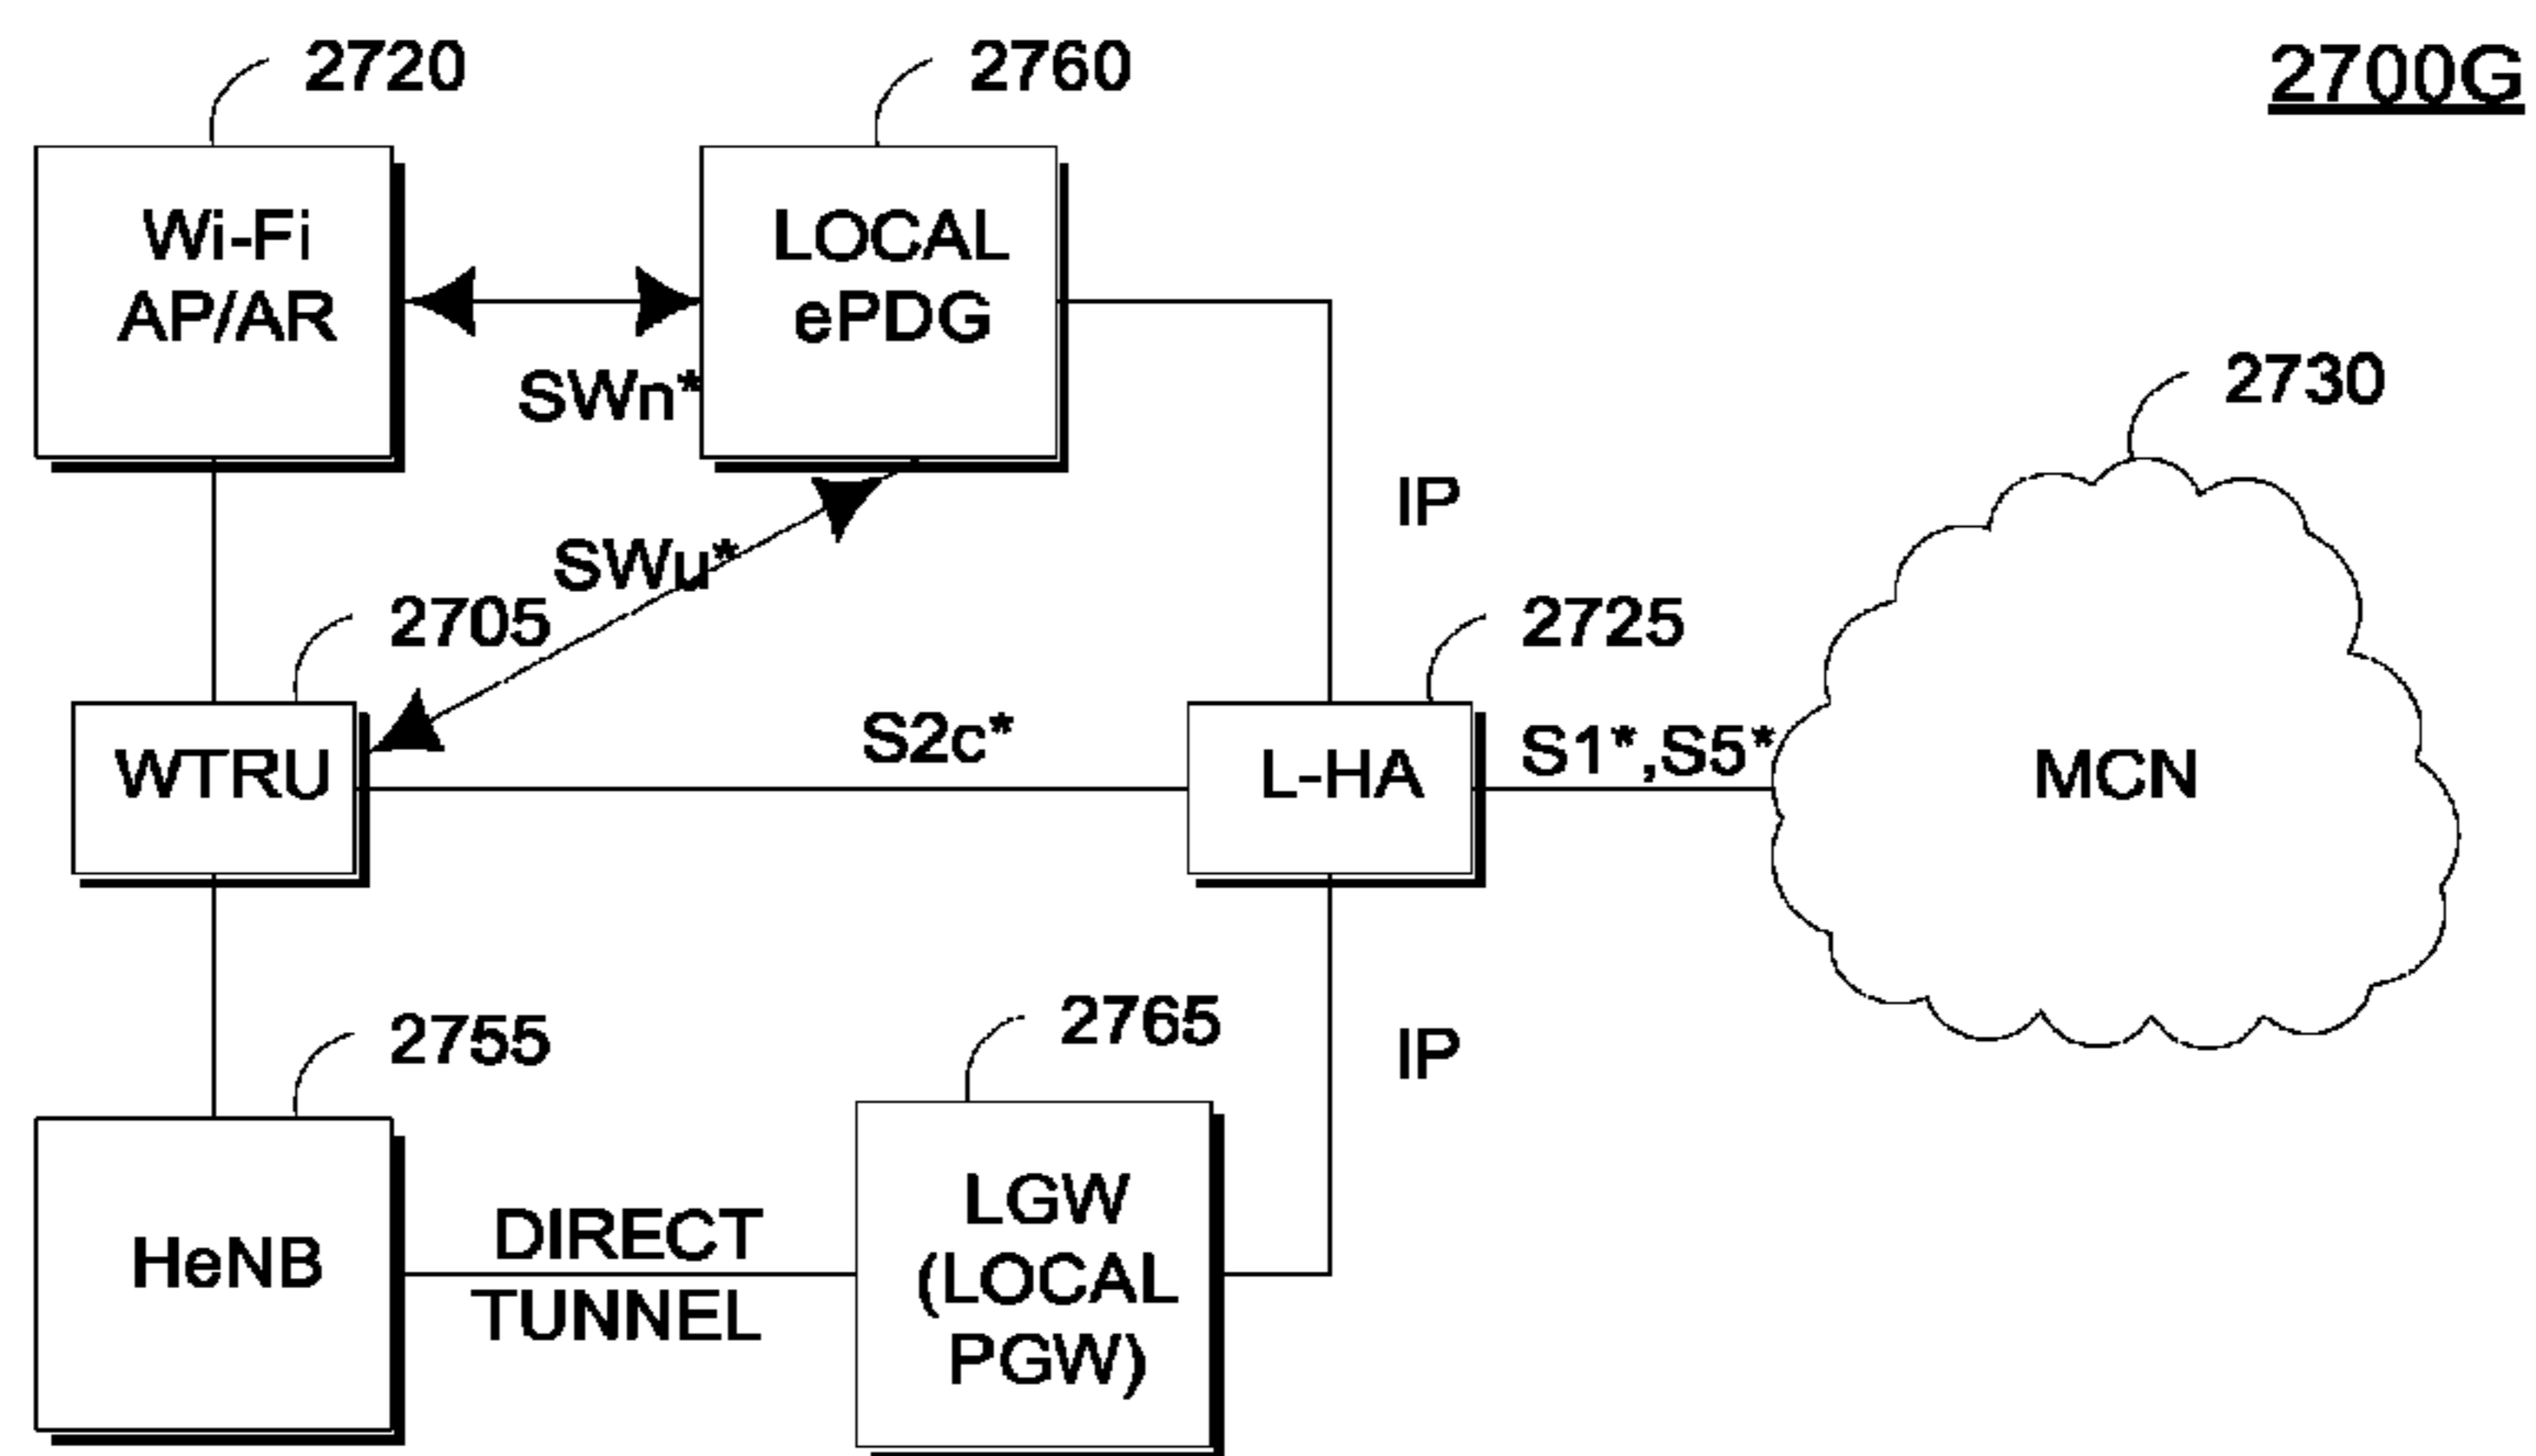 2720
2760
2700G
Wi-Fi
AP/AR
LOCAL
ePDG
SWn*
2730
IP
SWu*
2705
2725
WTRU
S2c*
L-HA
S1*,S5*
MCN
2755
2765
IP
HeNB
DIRECT
TUNNEL
LGW
(LOCAL
PGW)